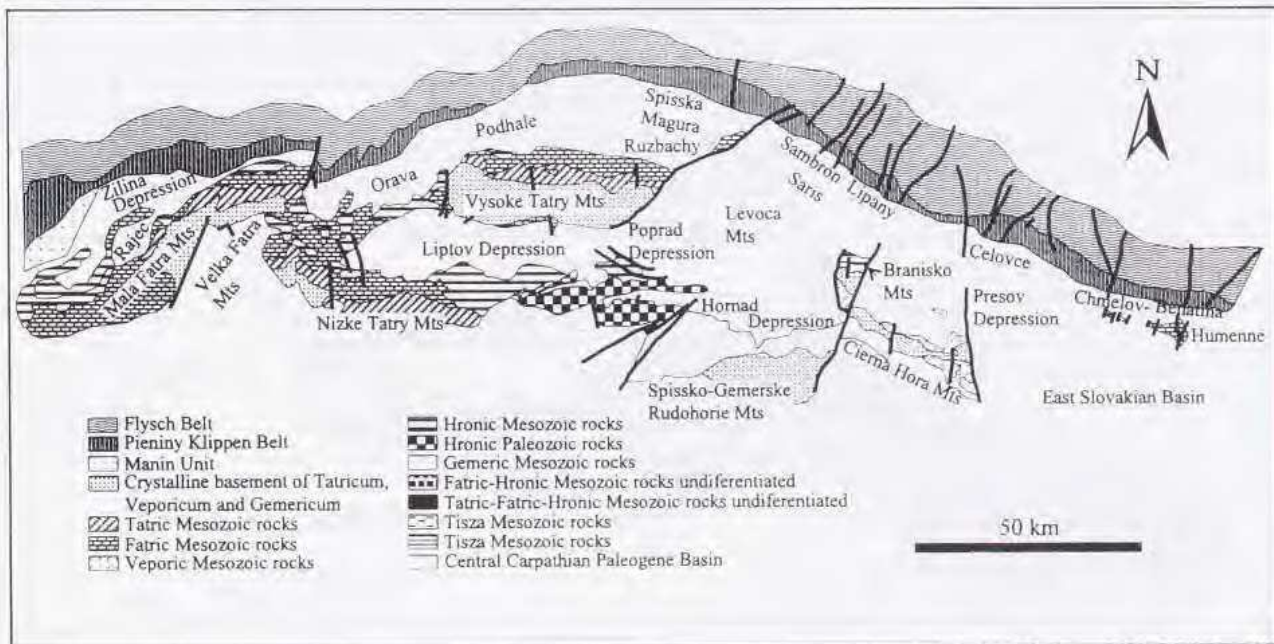 N
Spisska
Magura
Ruzbachy
Podhale
Zilina
Depression
Orava
Sambron Lipany
Saris
Rajec
Vysoke Tatry Mts
Mala Fatra Mts
Velka Fatra
Mts
Levoca
Mts
Liptov Depression
Poprad
Depression
Celovce
Branisko
Mts
Nizke Tatry Mts
Hornad
Depression
Presov
Depression
Chmelov- Beňatina
Humenne
Cierna Hora Mts
Spissko-Gemerske
Rudohorie Mts
East Slovakian Basin
Flysch Belt
Pieniny Klippen Belt
Manin Unit
Crystalline basement of Tatricum,
Veporicum and Gemericum
Tatric Mesozoic rocks
Fatric Mesozoic rocks
Veporic Mesozoic rocks
Hronic Mesozoic rocks
Hronic Paleozoic rocks
Gemeric Mesozoic rocks
Fatric-Hronic Mesozoic rocks undiferentiated
Tatric-Fatric-Hronic Mesozoic rocks undiferentiated
Tisza Mesozoic rocks
Tisza Mesozoic rocks
Central Carpathian Paleogene Basin
50 km